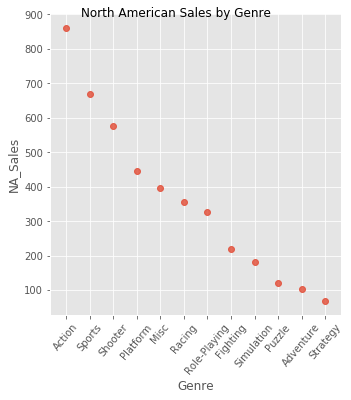 North American Sales by Genre
900
800
700
600
500
400
300
200
100
NA_Sales
Action
Sports
Shooter
Platform
Misc
Racing
Role-Playing
Fighting
Simulation
Puzzle
Adventure
Strategy
Genre